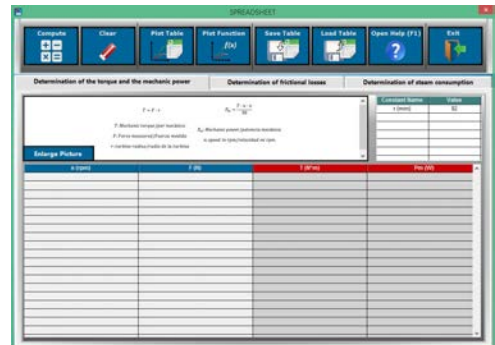 SPREADSHEET
Compute
Clear
Plot Table
Plot Function
f(x)
Save Table
Load Table
Open Help (F1)
?
Exit
Determination of the torque and the mechanic power
Determination of frictional losses
Determination of steam consumption
T = F · r
T: Mechanic torque/par mecánico
F: Force measured/Fuerza medida
r: turbine radius/radio de la turbina
n: speed in rpm/velocidad en rpm
Enlarge Picture
Constant Name Value
r (mm) 82
n (rpm) F (N) T (N*m)